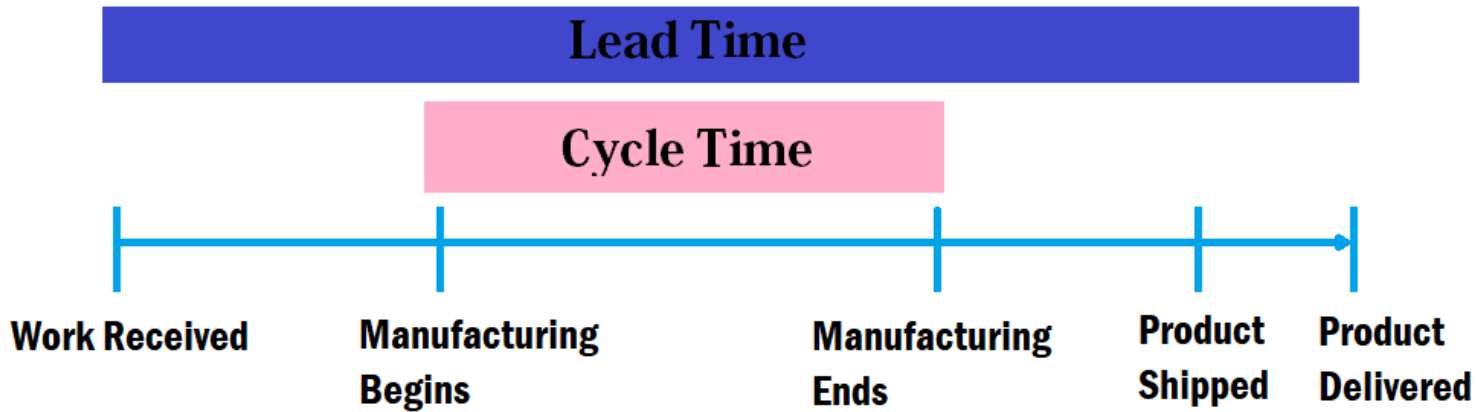 Lead Time
Cycle Time
Work Received
Manufacturing
Begins
Manufacturing
Ends
Product
Shipped
Product
Delivered